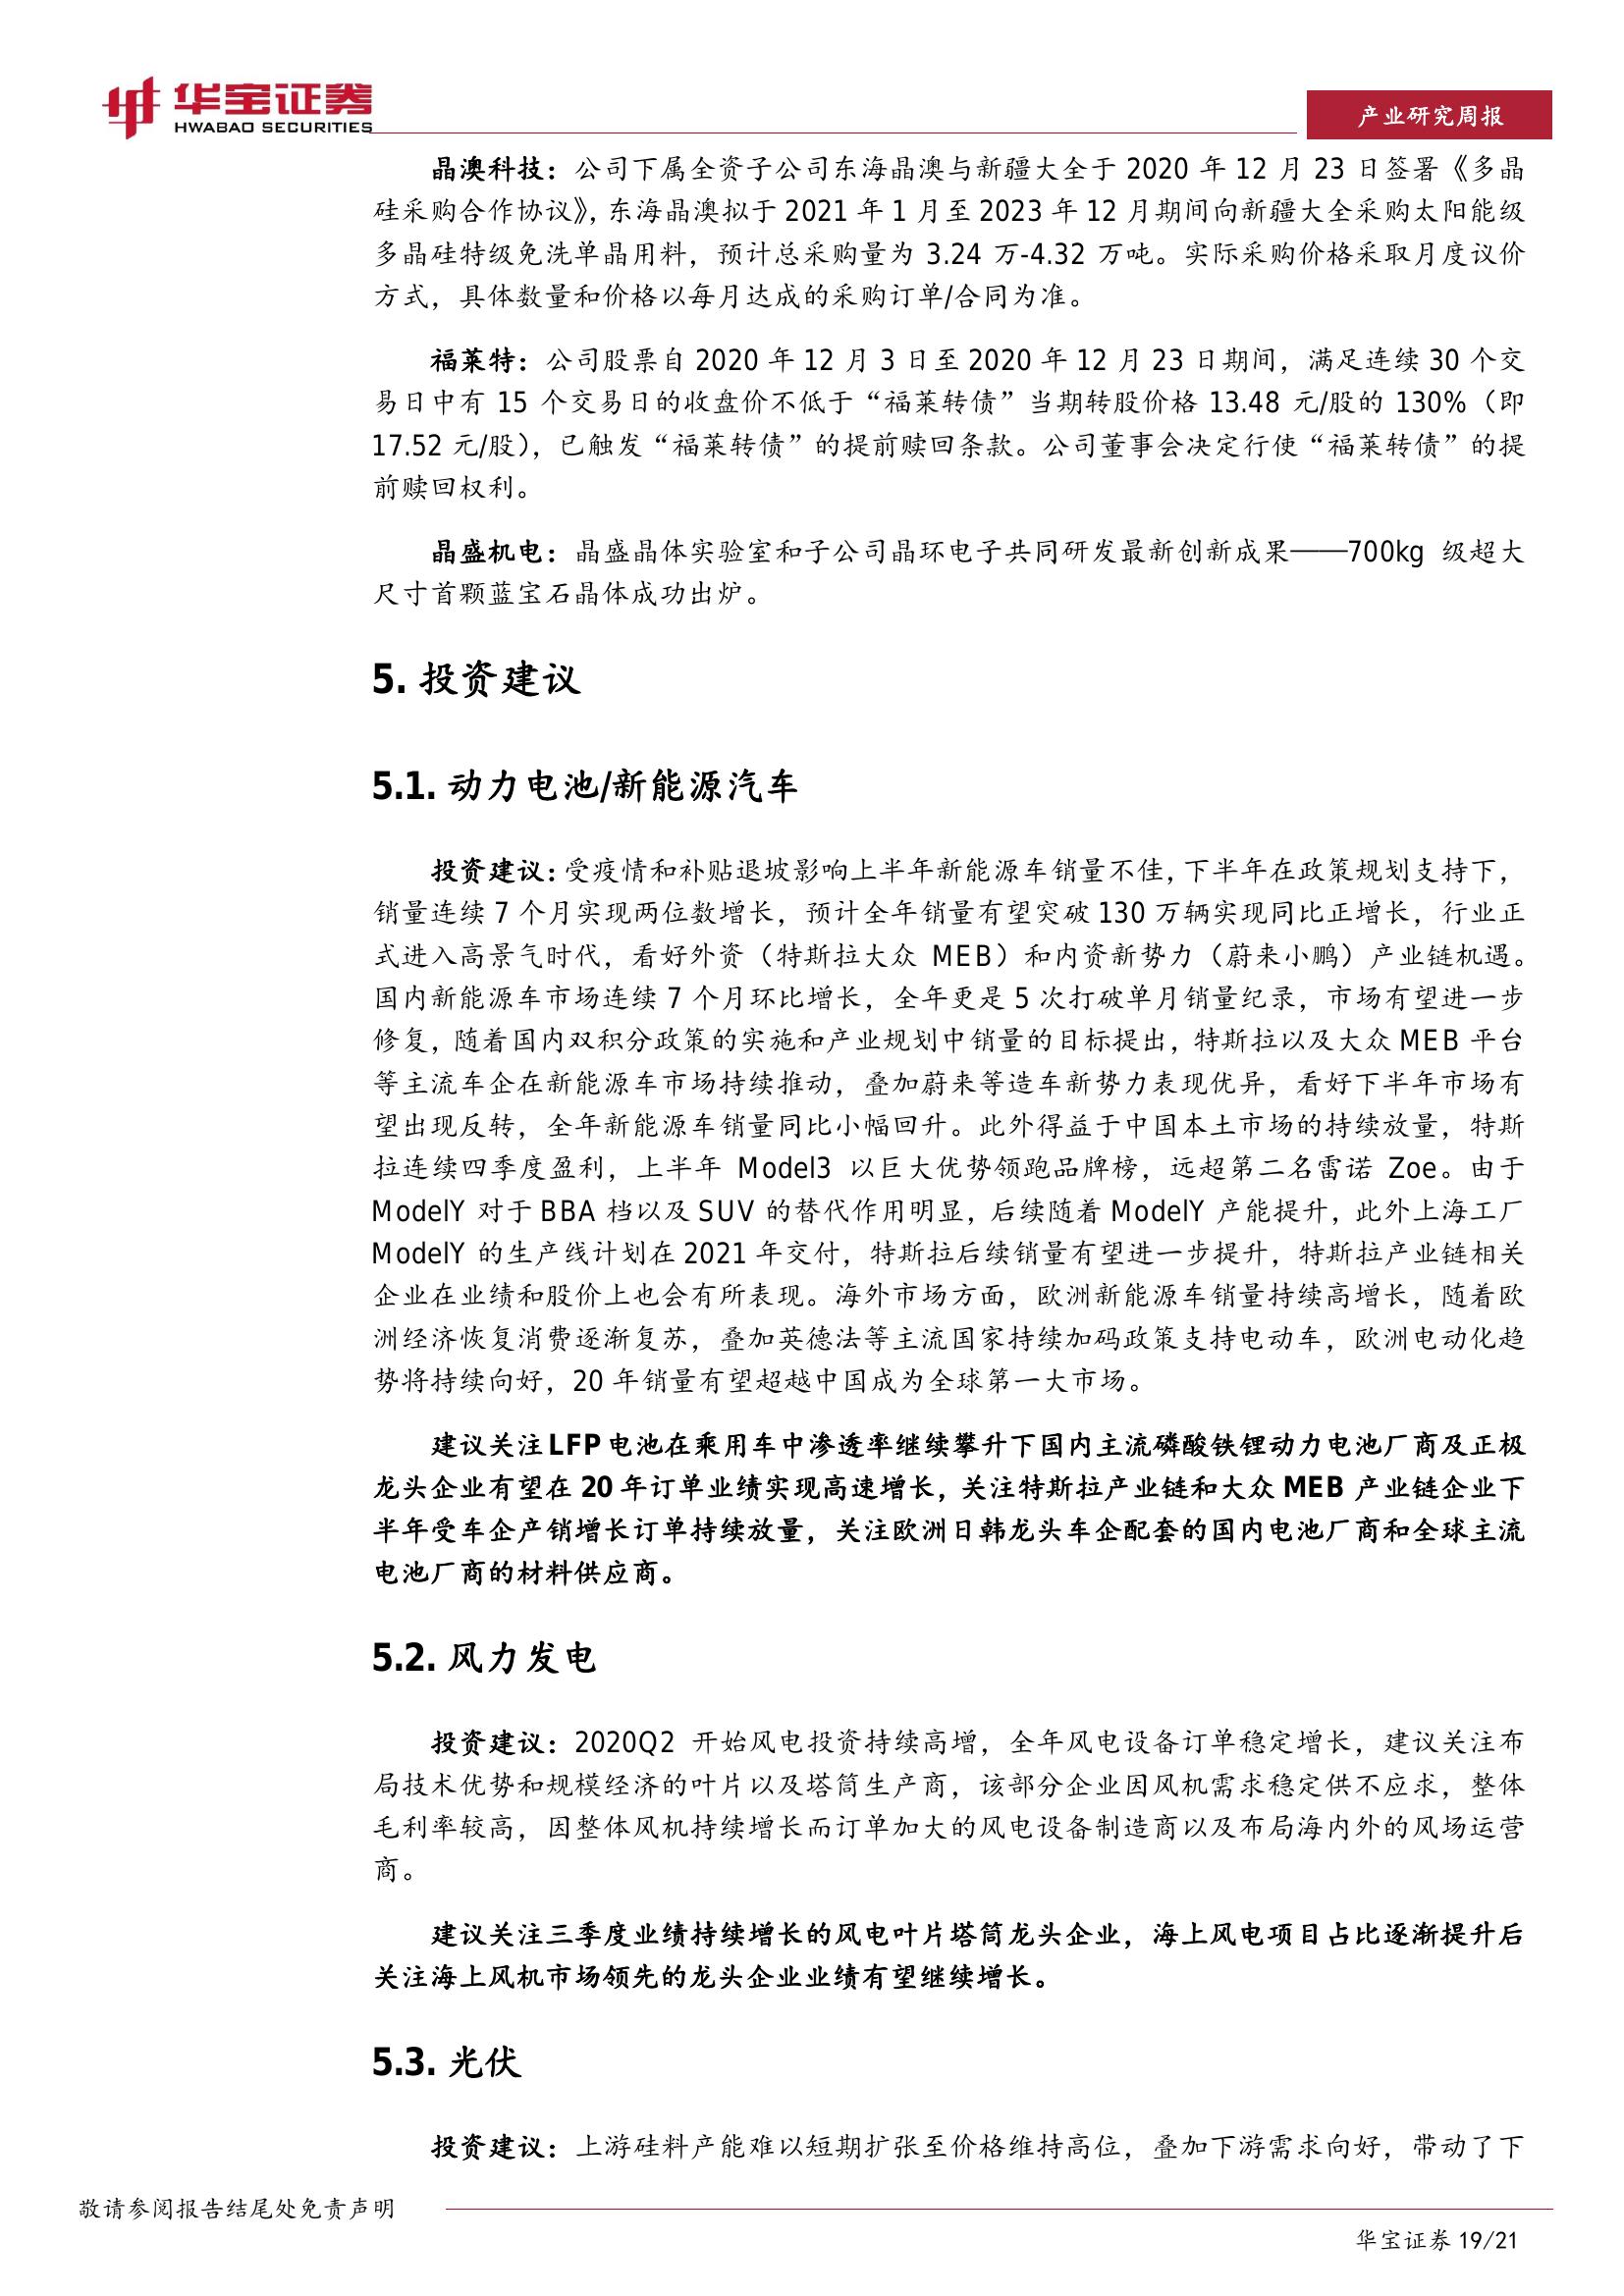 华宝证券
HWABAO SECURITIES
产业研究周报
晶澳科技：公司下属全资子公司东海晶澳与新疆大全于 2020 年 12 月 23 日签署《多晶
硅采购合作协议》，东海晶澳拟于 2021 年 1 月至 2023 年 12 月期间向新疆大全采购太阳能级
多晶硅特级免洗单晶用料，预计总采购量为 3.24 万-4.32 万吨。实际采购价格采取月度议价
方式，具体数量和价格以每月达成的采购订单/合同为准。
福莱特：公司股票自 2020 年 12 月 3 日至 2020 年 12 月 23 日期间，满足连续 30 个交
易日中有 15 个交易日的收盘价不低于“福莱转债”当期转股价格 13.48 元/股的 130%（即
17.52 元/股），已触发“福莱转债”的提前赎回条款。公司董事会决定行使“福莱转债”的提
前赎回权利。
晶盛机电：晶盛晶体实验室和子公司晶环电子共同研发最新创新成果——700kg 级超大
尺寸首颗蓝宝石晶体成功出炉。
5. 投资建议
5.1. 动力电池/新能源汽车
投资建议：受疫情和补贴退坡影响上半年新能源车销量不佳，下半年在政策规划支持下，
销量连续 7 个月实现两位数增长，预计全年销量有望突破 130 万辆实现同比正增长，行业正
式进入高景气时代，看好外资（特斯拉大众 MEB）和内资新势力（蔚来小鹏）产业链机遇。
国内新能源车市场连续 7 个月环比增长，全年更是 5 次打破单月销量纪录，市场有望进一步
修复，随着国内双积分政策的实施和产业规划中销量的目标提出，特斯拉以及大众 MEB 平台
等主流车企在新能源车市场持续推动，叠加蔚来等造车新势力表现优异，看好下半年市场有
望出现反转，全年新能源车销量同比小幅回升。此外得益于中国本土市场的持续放量，特斯
拉连续四季度盈利，上半年 Model3 以巨大优势领跑品牌榜，远超第二名雷诺 Zoe。由于
ModelY 对于 BBA 档以及 SUV 的替代作用明显，后续随着 ModelY 产能提升，此外上海工厂
ModelY 的生产线计划在 2021 年交付，特斯拉后续销量有望进一步提升，特斯拉产业链相关
企业在业绩和股价上也会有所表现。海外市场方面，欧洲新能源车销量持续高增长，随着欧
洲经济恢复消费逐渐复苏，叠加英德法等主流国家持续加码政策支持电动车，欧洲电动化趋
势将持续向好，20 年销量有望超越中国成为全球第一大市场。
建议关注 LFP 电池在乘用车中渗透率继续攀升下国内主流磷酸铁锂动力电池厂商及正极
龙头企业有望在 20 年订单业绩实现高速增长，关注特斯拉产业链和大众 MEB 产业链企业下
半年受车企产销增长订单持续放量，关注欧洲日韩龙头车企配套的国内电池厂商和全球主流
电池厂商的材料供应商。
5.2. 风力发电
投资建议：2020Q2 开始风电投资持续高增，全年风电设备订单稳定增长，建议关注布
局技术优势和规模经济的叶片以及塔筒生产商，该部分企业因风机需求稳定供不应求，整体
毛利率较高，因整体风机持续增长而订单加大的风电设备制造商以及布局海内外的风场运营
商。
建议关注三季度业绩持续增长的风电叶片塔筒龙头企业，海上风电项目占比逐渐提升后
关注海上风机市场领先的龙头企业业绩有望继续增长。
5.3. 光伏
投资建议：上游硅料产能难以短期扩张至价格维持高位，叠加下游需求向好，带动了下
敬请参阅报告结尾处免责声明
华宝证券 19/21